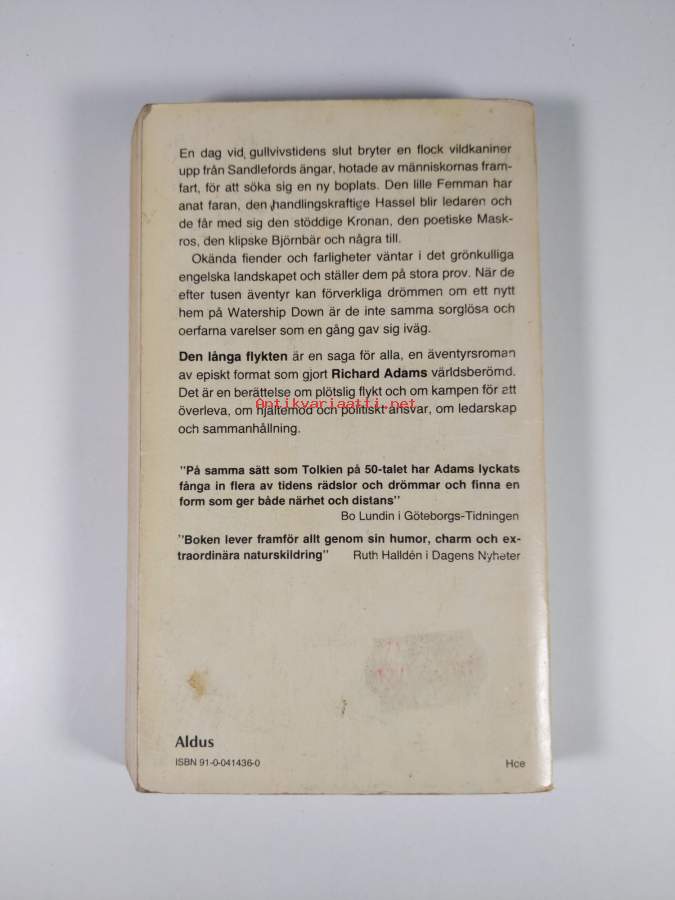 En dag vid gullvivstidens slut bryter en flock vildkaniner
upp från Sandlefords ängar, hotade av människornas fram-
fart, för att söka sig en ny boplats. Den lille Femman har
anat faran, den handlingskraftige Hassel blir ledaren och
de får med sig den stöddige Kronan, den poetiske Mask-
ros, den klipske Björnbär och några till.
Okända fiender och farligheter väntar i det grönkulliga
engelska landskapet och ställer dem på stora prov. När de
efter tusen äventyr kan förverkliga drömmen om ett nytt
hem på Watership Down är de inte samma sorglösa och
oerfarna varelser som en gång gav sig iväg.
Den långa flykten är en saga för alla, en äventyrsroman
av episkt format som gjort Richard Adams världsberömd.
Det är en berättelse om plötslig flykt och om kampen för att
överleva, om hjältemod och politiskt ansvar, om ledarskap
Antikvariaatti.net
och sammanhållning.
"På samma sätt som Tolkien på 50-talet har Adams lyckats
fånga in flera av tidens rädslor och drömmar och finna en
form som ger både närhet och distans"
Bo Lundin i Göteborgs-Tidningen
"Boken lever framför allt genom sin humor, charm och ex-
traordinära naturskildring" Ruth Halldén i Dagens Nyheter
Aldus
ISBN 91-0-041436-0 Hce